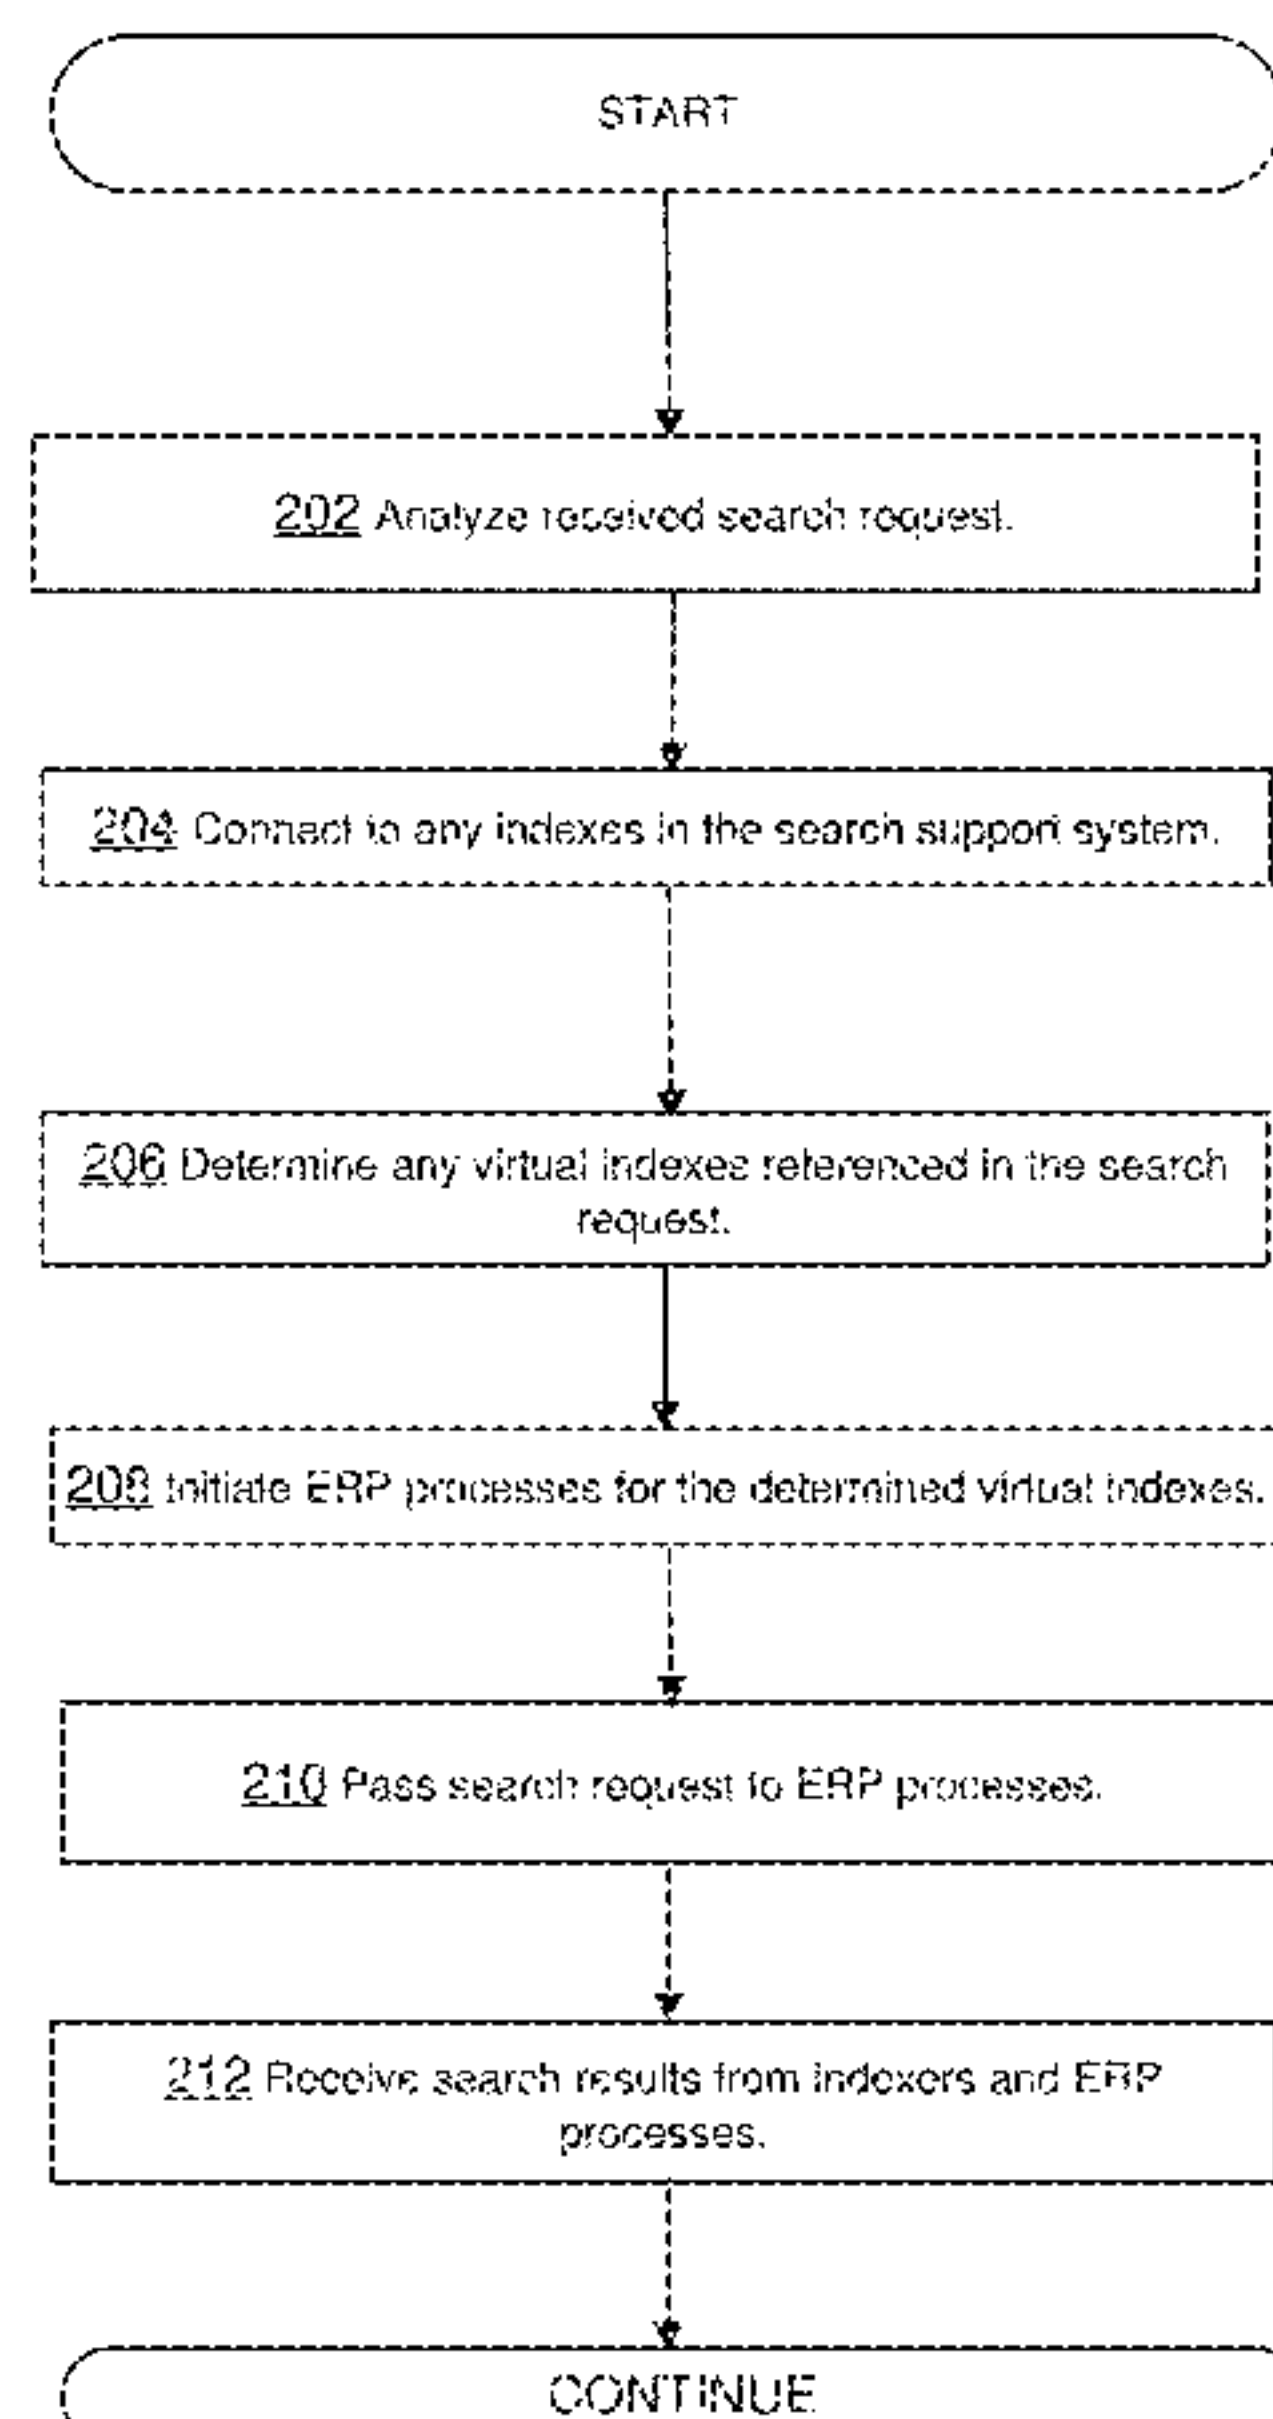 START
202 Analyze received search request.
204 Connect to any indexes in the search support system.
206 Determine any virtual indexes referenced in the search
request.
208 Initiate ERP processes for the determined virtual indexes.
210 Pass search request to ERP processes.
212 Receive search results from indexers and ERP
processes.
CONTINUE